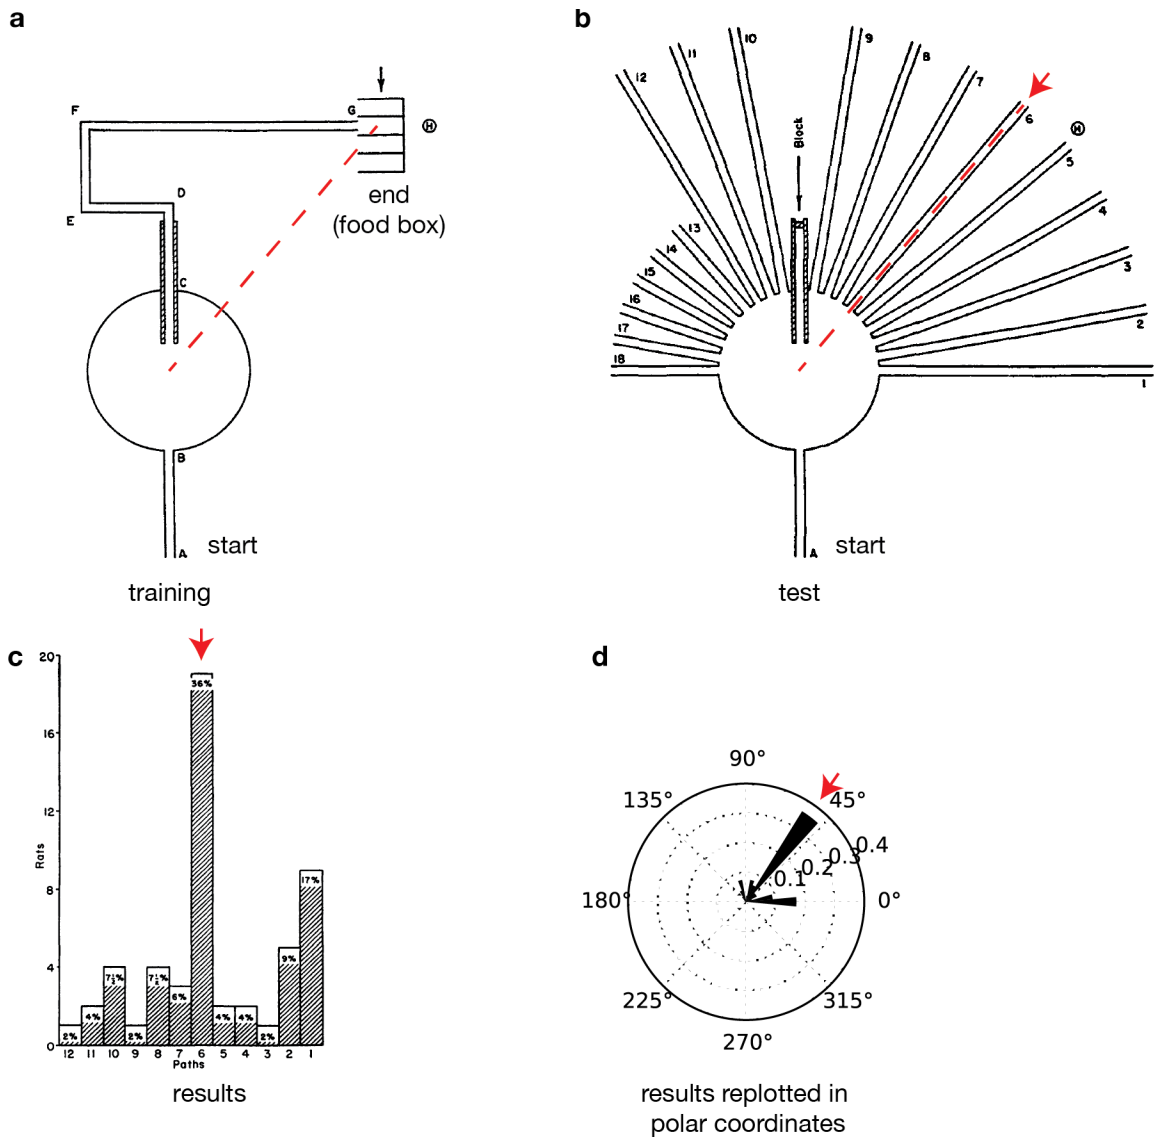 a
F
G
H
D
E
end
(food box)
C
B
A
start
training
b
10
9
11
8
12
7
6
H
Block
5
4
13
14
3
15
16
2
17
18
1
A
start
test
c
20
36%
16
12
Rats
17%
8
9%
4
7½%
7½%
6%
4%
4%
4%
2%
2%
2%
0
12 11 10 9 8 7 6 5 4 3 2 1
Paths
results
d
90°
135°
45°
0.4
0.3
0.2
0.1
180°
0°
225°
315°
270°
results replotted in
polar coordinates